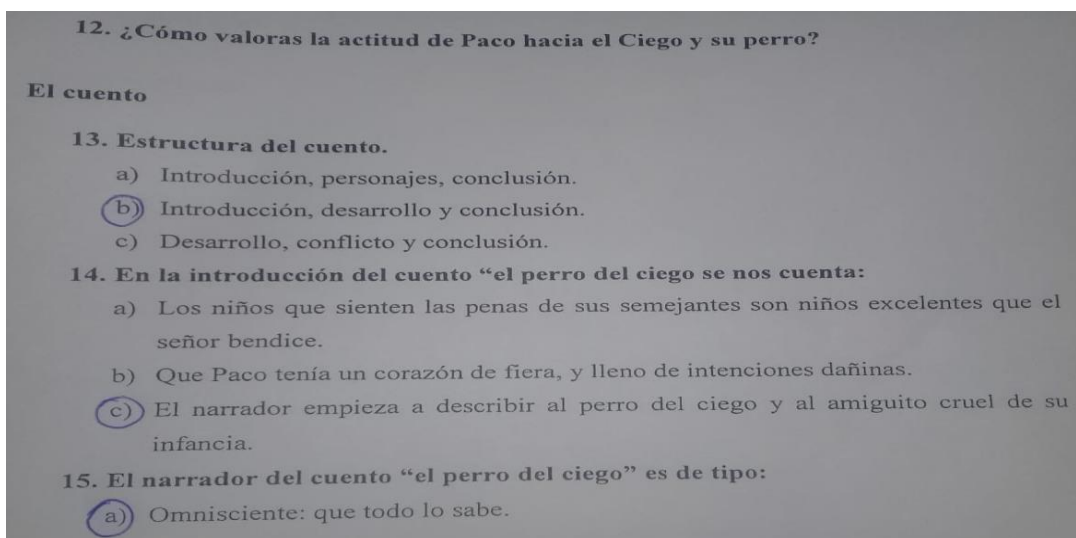 12. ¿Cómo valoras la actitud de Paco hacia el Ciego y su perro?
El cuento
13. Estructura del cuento.
a) Introducción, personajes, conclusión.
b) Introducción, desarrollo y conclusión.
c) Desarrollo, conflicto y conclusión.
14. En la introducción del cuento “el perro del ciego se nos cuenta:
a) Los niños que sienten las penas de sus semejantes son niños excelentes que el
señor bendice.
b) Que Paco tenía un corazón de fiera, y lleno de intenciones dañinas.
c) El narrador empieza a describir al perro del ciego y al amiguito cruel de su
infancia.
15. El narrador del cuento “el perro del ciego” es de tipo:
a) Omnisciente: que todo lo sabe.